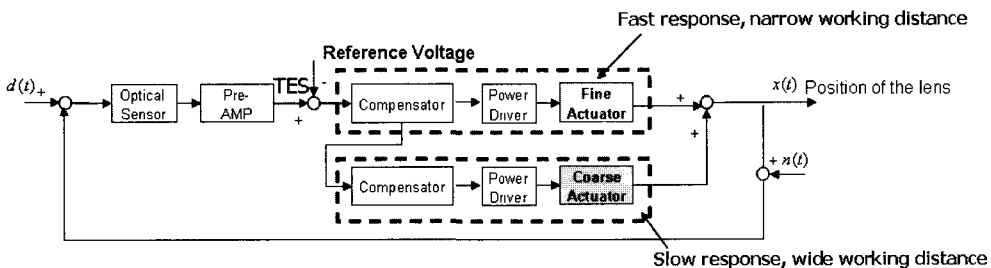 Fast response, narrow working distance
Reference Voltage
d(t) +
Optical
Sensor
Pre-
AMP
TES
-
+
Compensator
Power
Driver
Fine
Actuator
+
+
x(t) Position of the lens
+ n(t)
Compensator
Power
Driver
Coarse
Actuator
Slow response, wide working distance